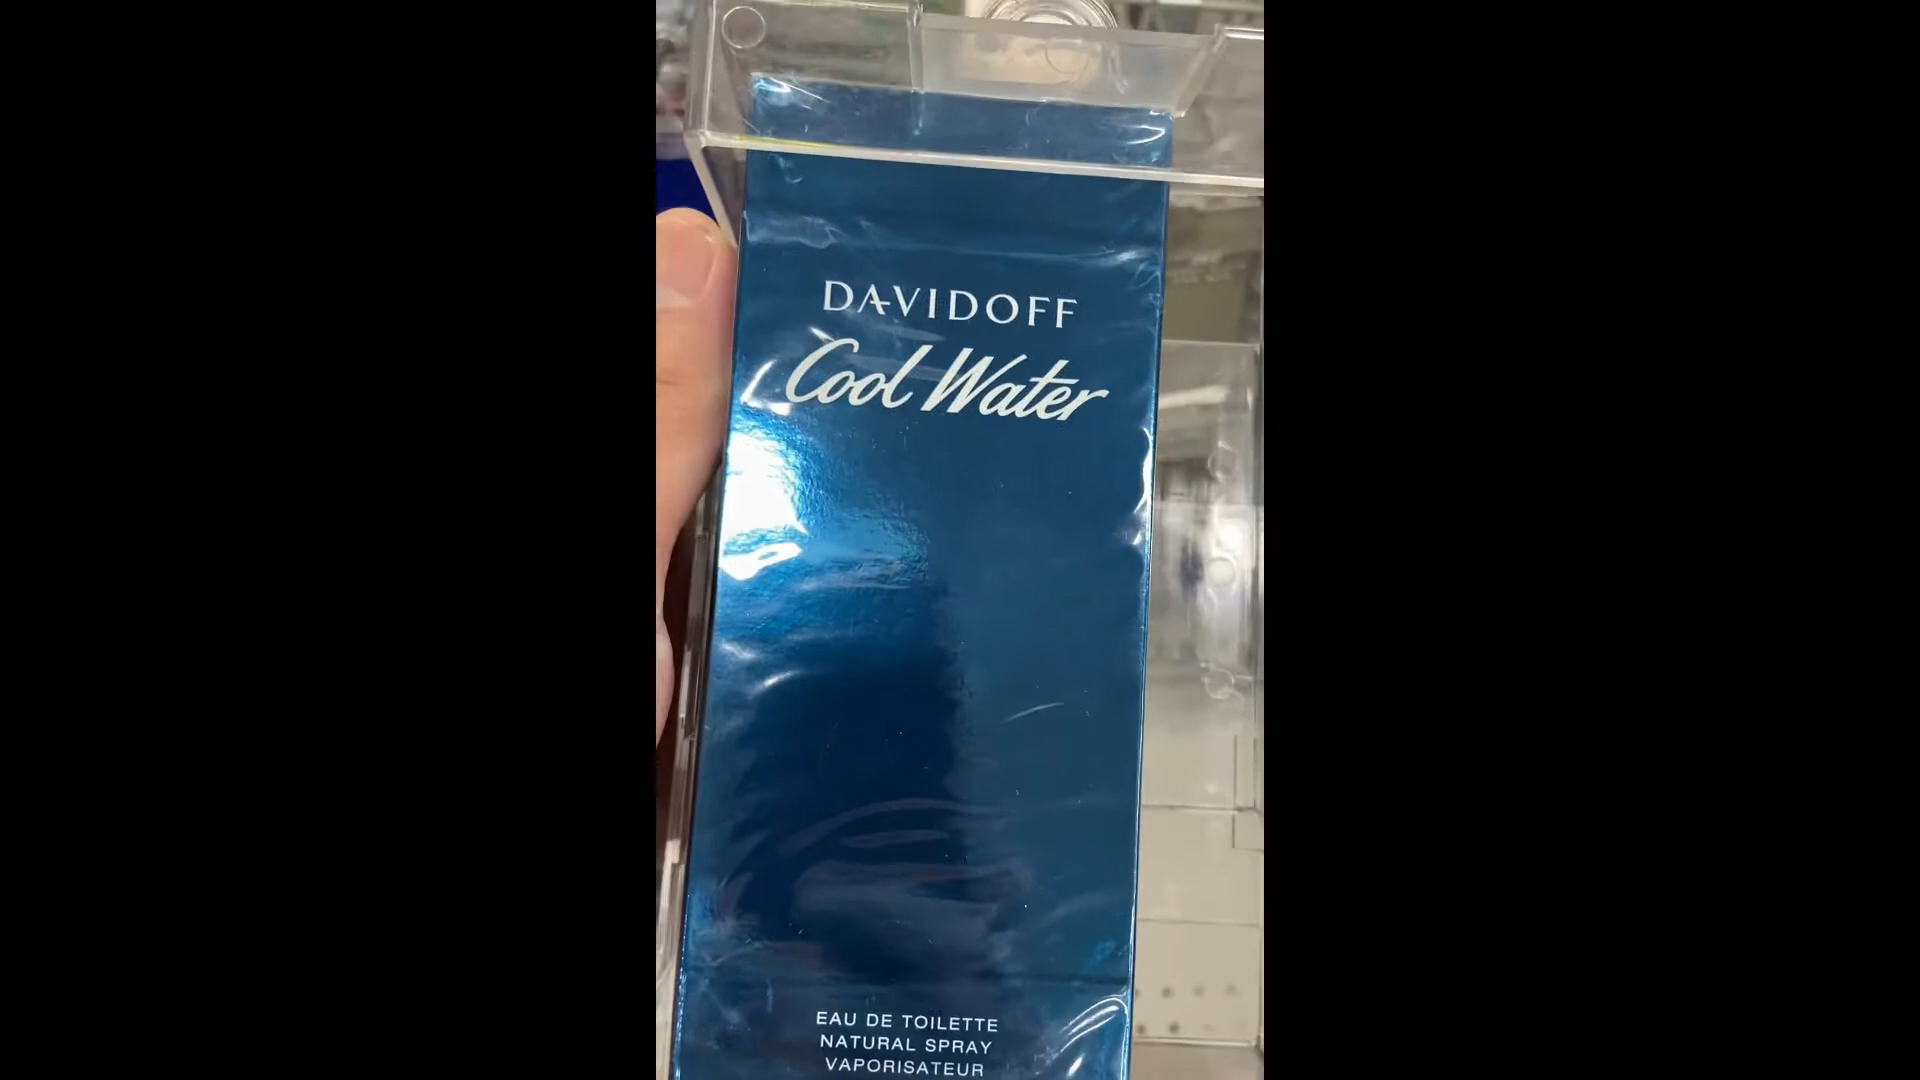 DAVIDOFF
Cool Water
EAU DE TOILETTE
NATURAL SPRAY
VAPORISATEUR